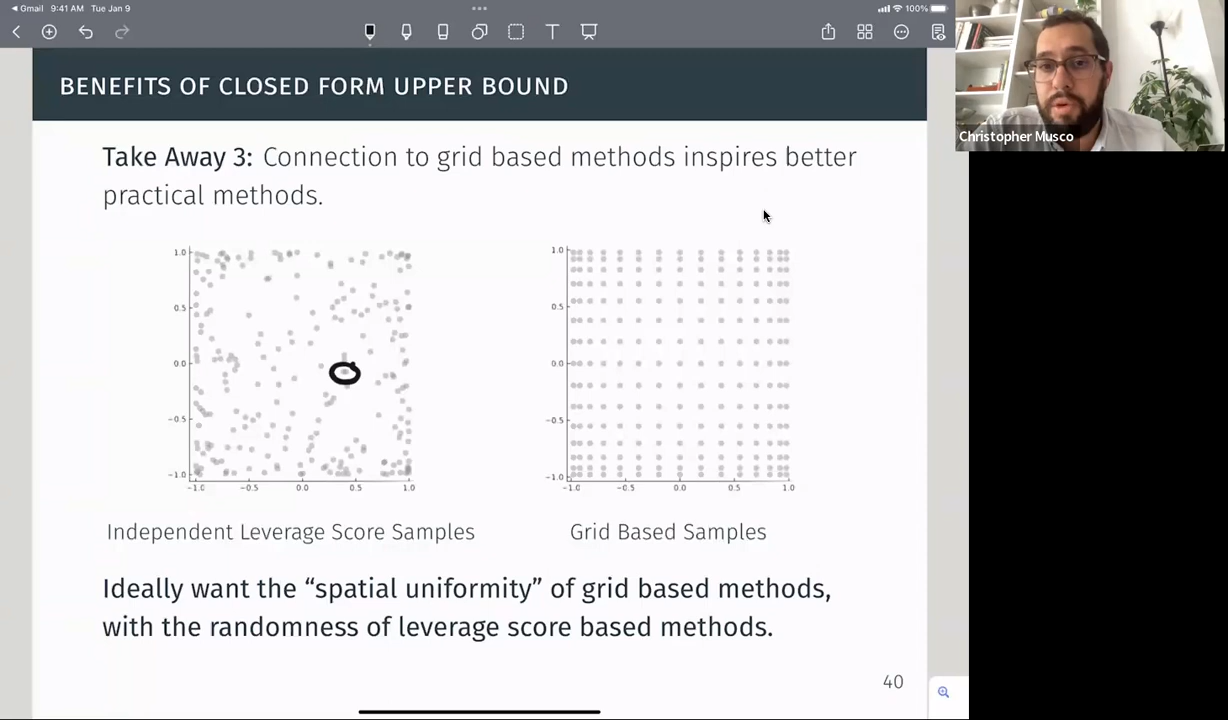 Gmail 9:41 AM Tue Jan 9
100%
BENEFITS OF CLOSED FORM UPPER BOUND
Christopher Musco
Take Away 3: Connection to grid based methods inspires better
practical methods.
1.0
0.5
0.0
−0.5
−1.0
−1.0 −0.5 0.0 0.5 1.0
1.0
0.5
0.0
−0.5
−1.0
−1.0 −0.5 0.0 0.5 1.0
Independent Leverage Score Samples
Grid Based Samples
Ideally want the “spatial uniformity” of grid based methods,
with the randomness of leverage score based methods.
40